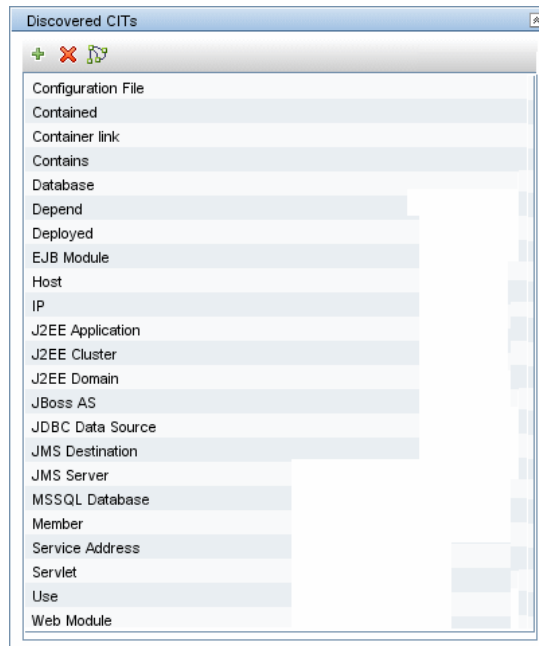 Discovered CITs
Configuration File
Contained
Container link
Contains
Database
Depend
Deployed
EJB Module
Host
IP
J2EE Application
J2EE Cluster
J2EE Domain
JBoss AS
JDBC Data Source
JMS Destination
JMS Server
MSSQL Database
Member
Service Address
Servlet
Use
Web Module